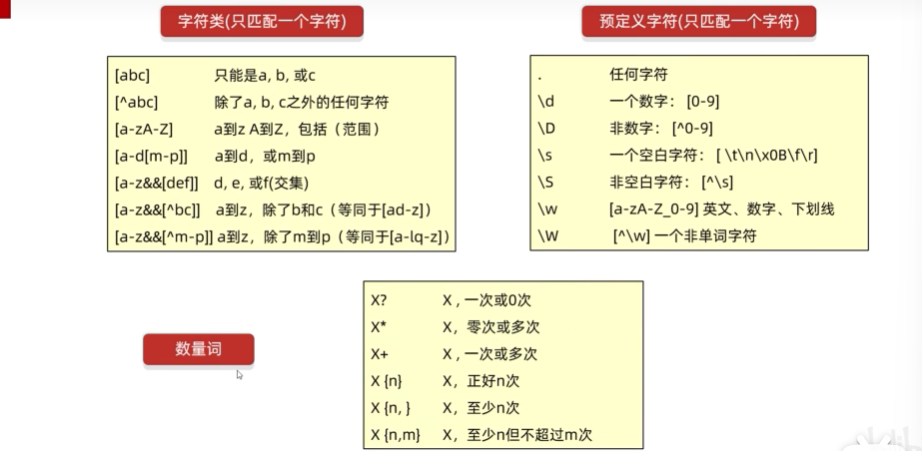 字符类(只匹配一个字符)
[abc] 只能是a, b, 或c
[^abc] 除了a, b, c之外的任何字符
[a-zA-Z] a到z A到Z，包括（范围）
[a-d[m-p]] a到d，或m到p
[a-z&&[def]] d, e, 或f(交集)
[a-z&&[^bc]] a到z，除了b和c（等同于[ad-z]）
[a-z&&[^m-p]] a到z，除了m到p（等同于[a-lq-z]）
预定义字符(只匹配一个字符)
. 任何字符
\d 一个数字： [0-9]
\D 非数字： [^0-9]
\s 一个空白字符： [ \t\n\x0B\f\r]
\S 非空白字符： [^\s]
\w [a-zA-Z_0-9] 英文、数字、下划线
\W [^\w] 一个非单词字符
数量词
X? X , 一次或0次
X* X，零次或多次
X+ X , 一次或多次
X {n} X，正好n次
X {n, } X，至少n次
X {n,m} X，至少n但不超过m次